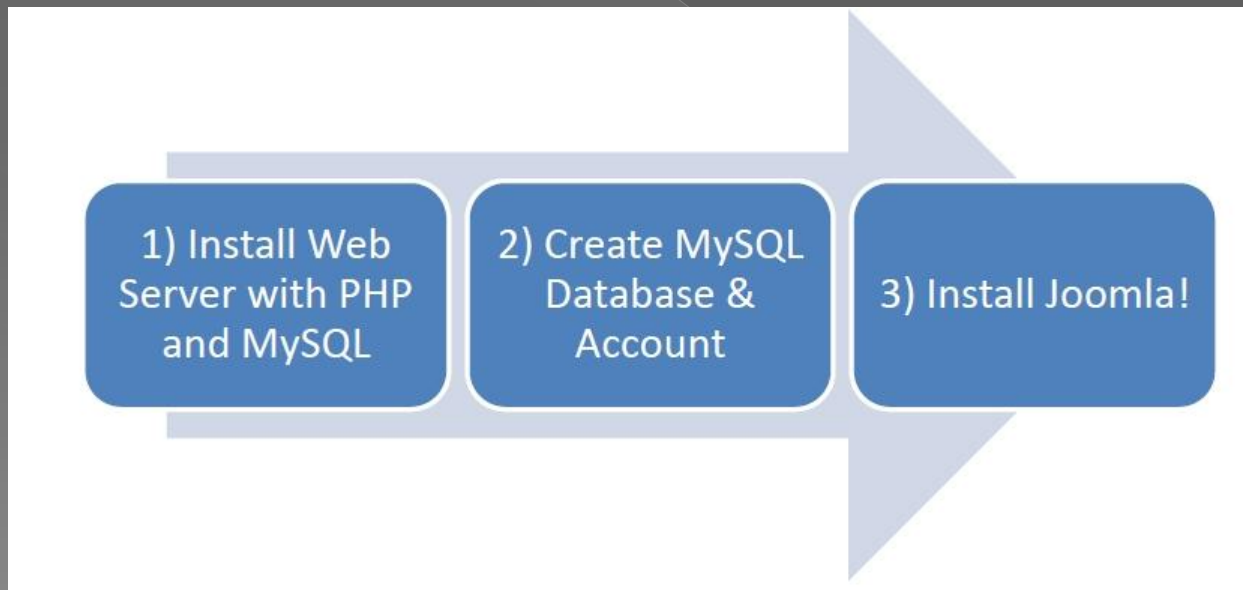 1) Install Web
Server with PHP
and MySQL
2) Create MySQL
Database &
Account
3) Install Joomla!